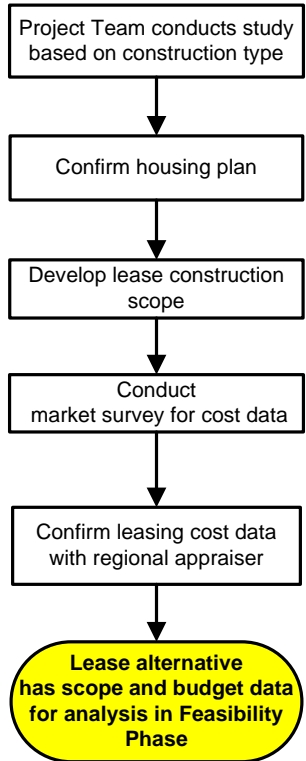 Project Team conducts study
based on construction type
Confirm housing plan
Develop lease construction
scope
Conduct
market survey for cost data
Confirm leasing cost data
with regional appraiser
Lease alternative
has scope and budget data
for analysis in Feasibility
Phase